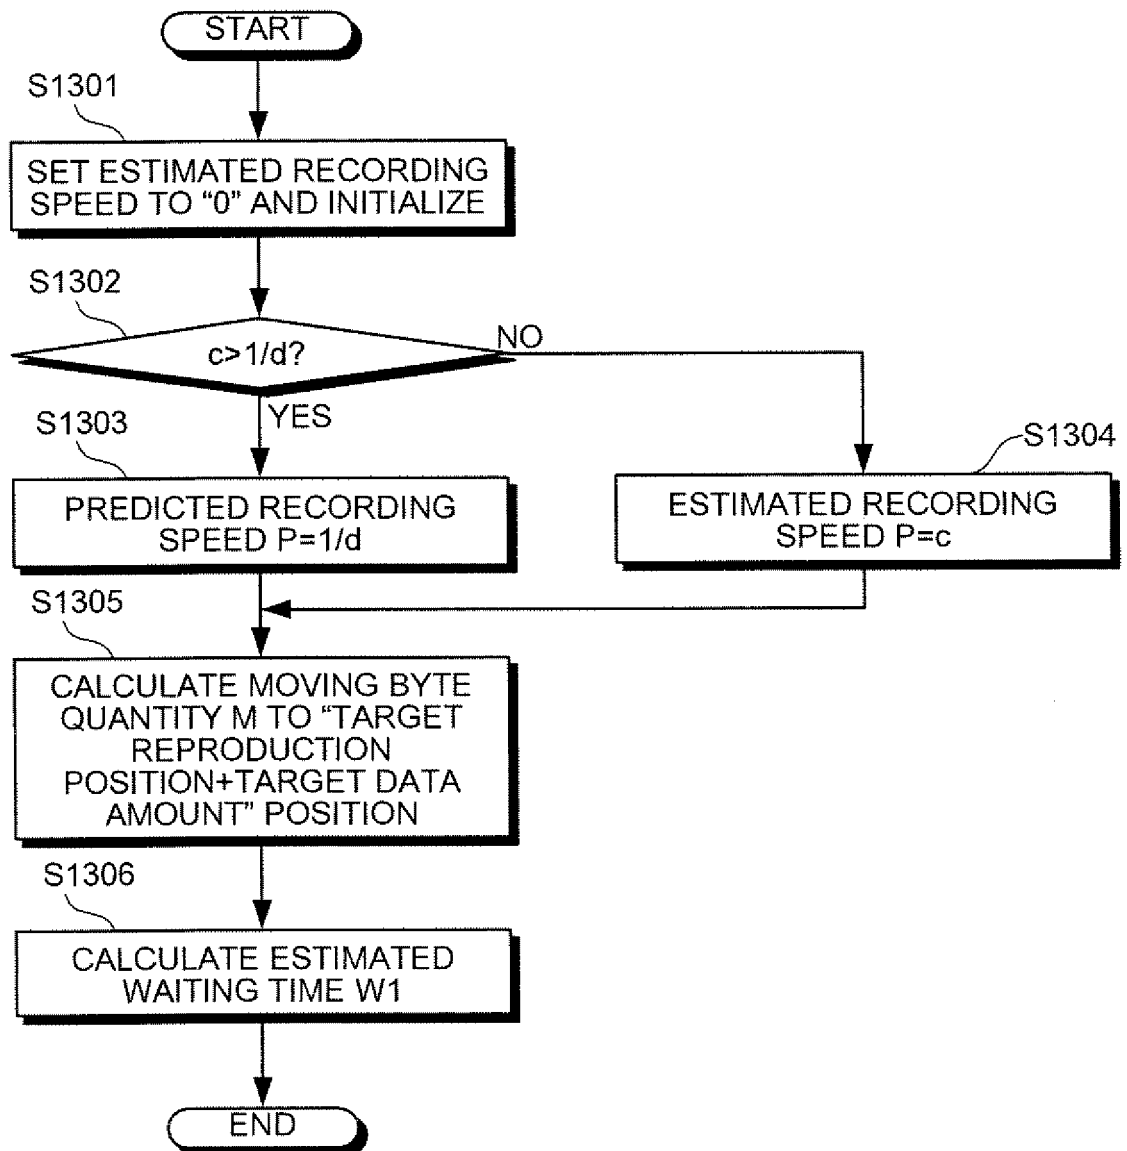 START
S1301
SET ESTIMATED RECORDING
SPEED TO “0” AND INITIALIZE
S1302
c>1/d?
NO
YES
S1303
PREDICTED RECORDING
SPEED P=1/d
S1304
ESTIMATED RECORDING
SPEED P=c
S1305
CALCULATE MOVING BYTE
QUANTITY M TO “TARGET
REPRODUCTION
POSITION+TARGET DATA
AMOUNT” POSITION
S1306
CALCULATE ESTIMATED
WAITING TIME W1
END